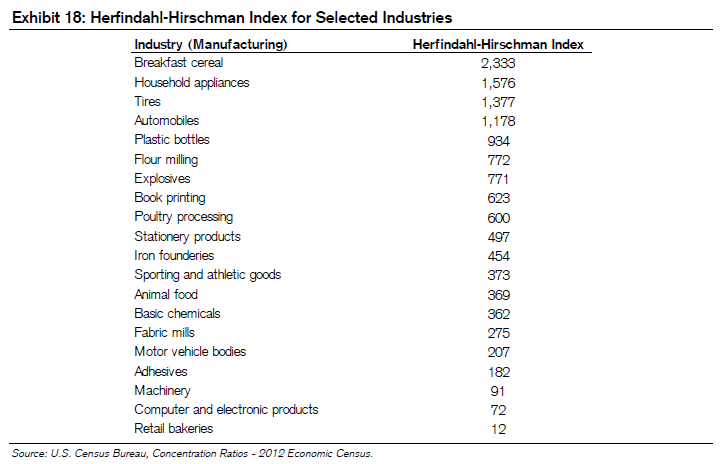 Exhibit 18: Herfindahl-Hirschman Index for Selected Industries
Industry (Manufacturing) Herfindahl-Hirschman Index
Breakfast cereal 2,333
Household appliances 1,576
Tires 1,377
Automobiles 1,178
Plastic bottles 934
Flour milling 772
Explosives 771
Book printing 623
Poultry processing 600
Stationery products 497
Iron founderies 454
Sporting and athletic goods 373
Animal food 369
Basic chemicals 362
Fabric mills 275
Motor vehicle bodies 207
Adhesives 182
Machinery 91
Computer and electronic products 72
Retail bakeries 12
Source: U.S. Census Bureau, Concentration Ratios - 2012 Economic Census.